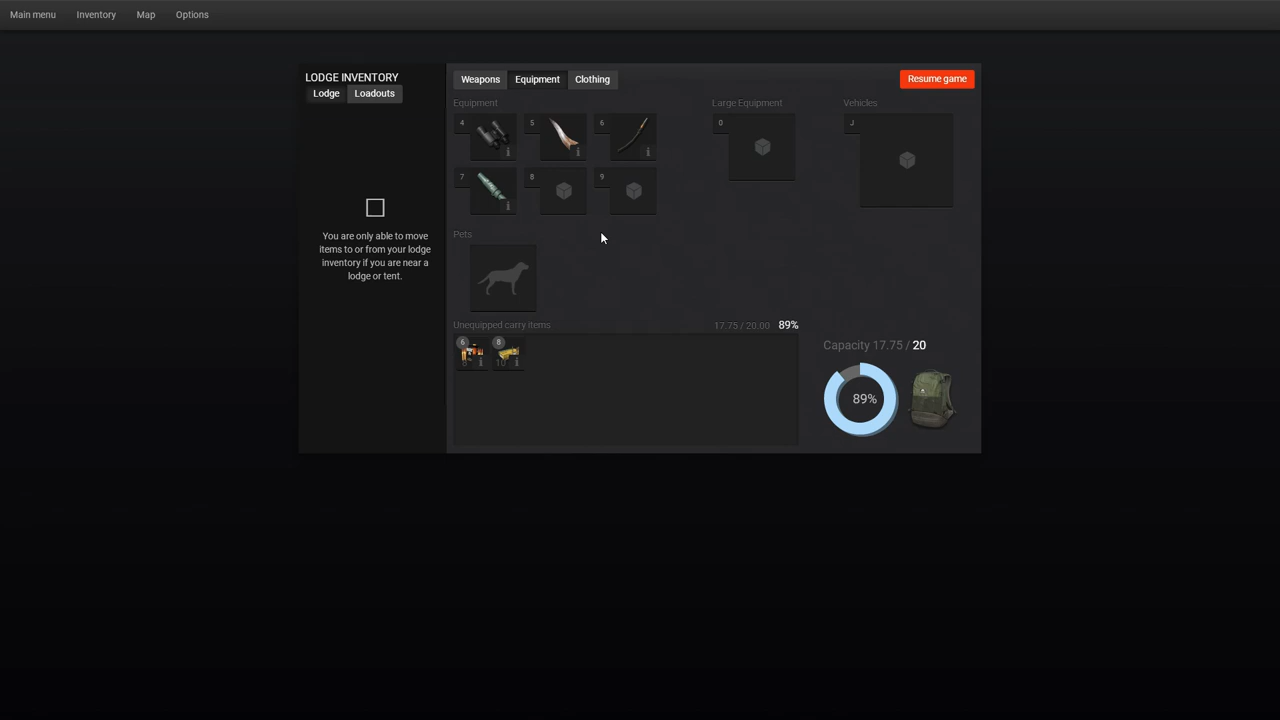 Main menu Inventory Map Options
LODGE INVENTORY
Lodge Loadouts
Weapons Equipment Clothing
Resume game
Equipment Large Equipment Vehicles
4 5 6 0 J
7 8 9
You are only able to move
items to or from your lodge
inventory if you are near a
lodge or tent.
Pets
Unequipped carry items 17.75 / 20.00 89%
6 8
10
Capacity 17.75 / 20
89%